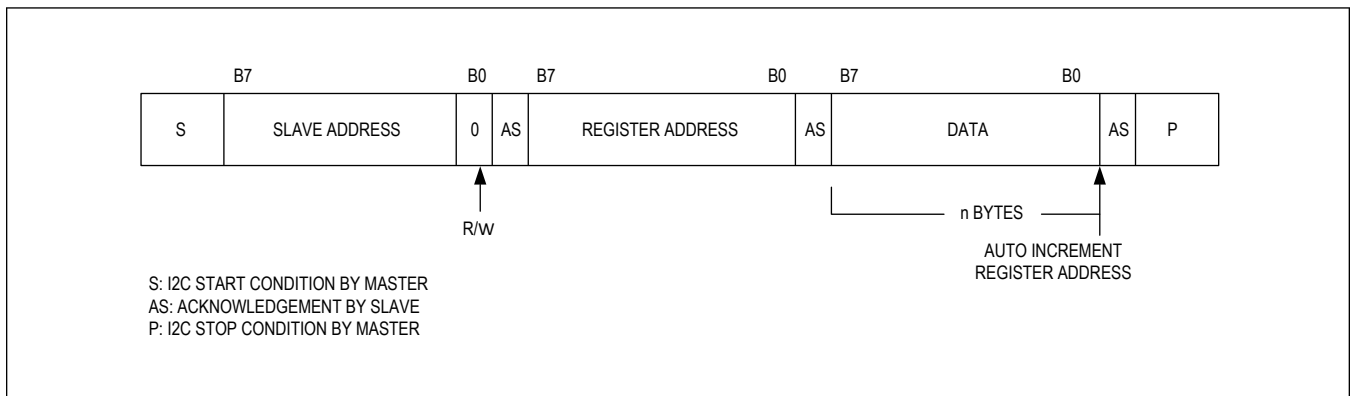 B7 B0 B7 B0 B7 B0
S SLAVE ADDRESS 0 AS REGISTER ADDRESS AS DATA AS P
R/W
n BYTES
AUTO INCREMENT
REGISTER ADDRESS
S: I2C START CONDITION BY MASTER
AS: ACKNOWLEDGEMENT BY SLAVE
P: I2C STOP CONDITION BY MASTER